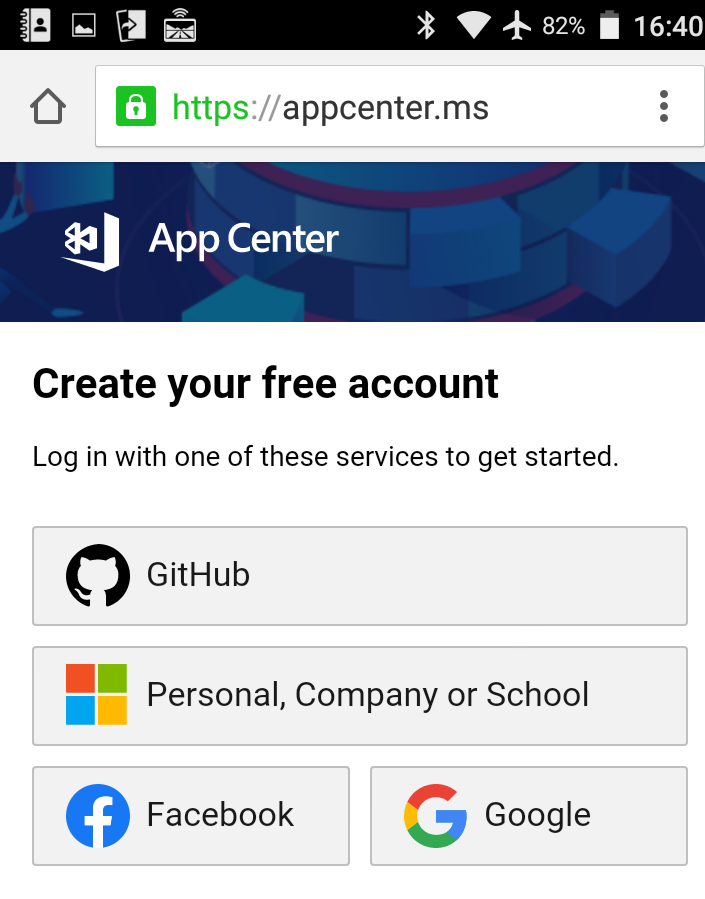 82% 16:40
https://appcenter.ms
App Center
Create your free account
Log in with one of these services to get started.
GitHub
Personal, Company or School
Facebook Google